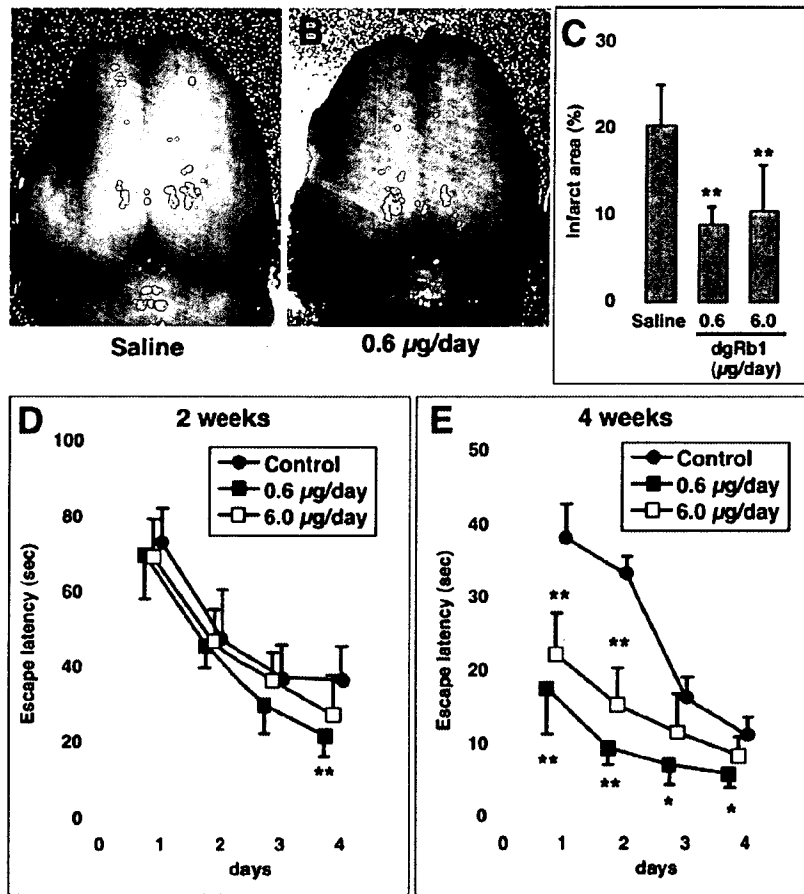 B
Saline
0.6 µg/day
C
30
20
10
0
Infarct area (%)
**
**
Saline
0.6
6.0
dgRb1
(µg/day)
D
2 weeks
100
80
60
40
20
0
Escape latency (sec)
Control
0.6 µg/day
6.0 µg/day
**
0
1
2
3
4
days
E
4 weeks
50
40
30
20
10
0
Escape latency (sec)
Control
0.6 µg/day
6.0 µg/day
**
**
**
**
*
*
0
1
2
3
4
days